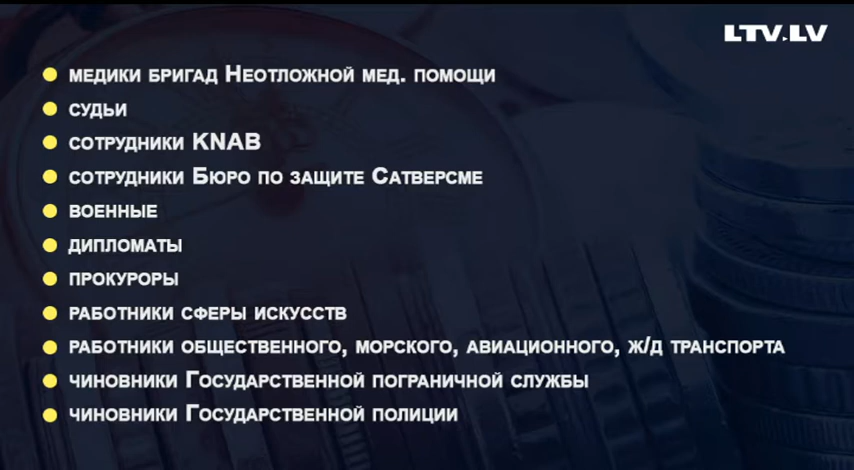 LTV.LV
медики бригад Неотложной мед. помощи
судьи
сотрудники KNAB
сотрудники Бюро по защите Сатверсме
военные
дипломаты
прокуроры
работники сферы искусств
работники общественного, морского, авиационного, ж/д транспорта
чиновники Государственной пограничной службы
чиновники Государственной полиции